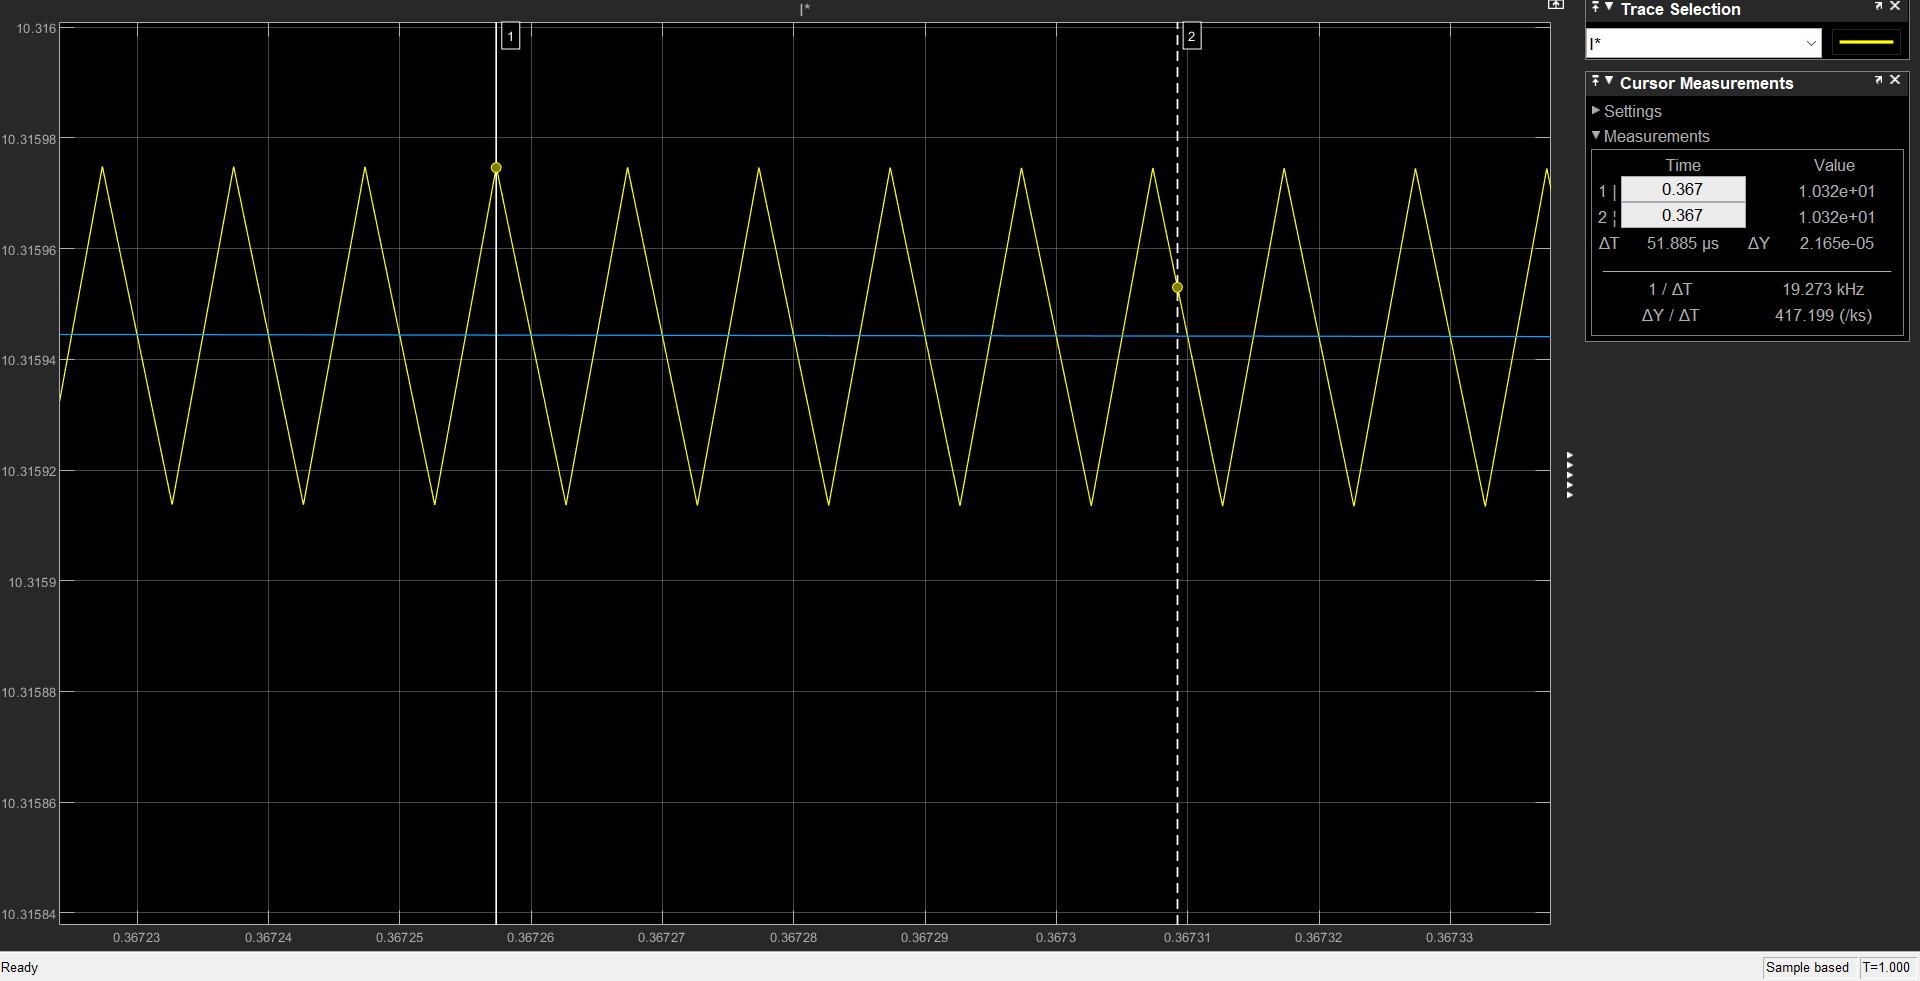 I*
10.316
10.31598
10.31596
10.31594
10.31592
10.3159
10.31588
10.31586
10.31584
1
2
0.36723
0.36724
0.36725
0.36726
0.36727
0.36728
0.36729
0.3673
0.36731
0.36732
0.36733
Trace Selection
I*
Cursor Measurements
Settings
Measurements
Time Value
1 | 0.367 1.032e+01
2 ¦ 0.367 1.032e+01
ΔT 51.885 µs ΔY 2.165e-05
1 / ΔT 19.273 kHz
ΔY / ΔT 417.199 (/ks)
Ready
Sample based T=1.000